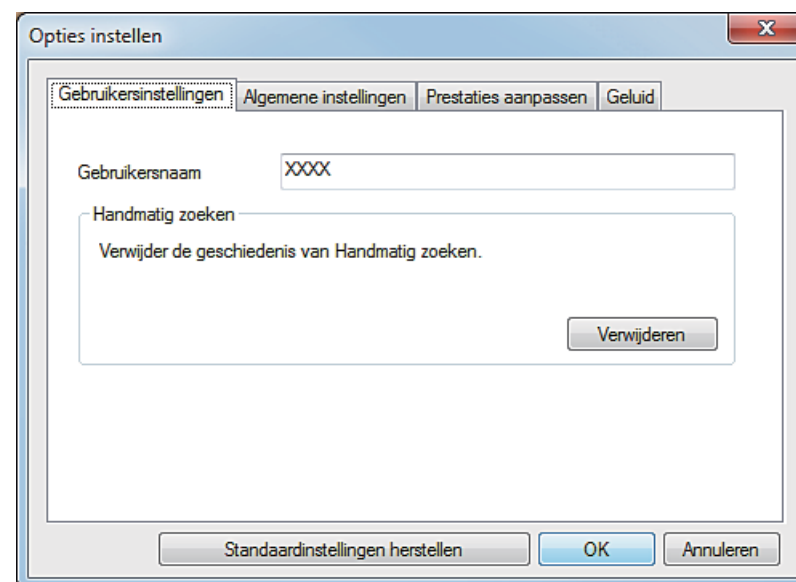 Opties instellen
Gebruikersinstellingen Algemene instellingen Prestaties aanpassen Geluid
Gebruikersnaam XXXX
Handmatig zoeken
Verwijder de geschiedenis van Handmatig zoeken.
Verwijderen
Standaardinstellingen herstellen OK Annuleren